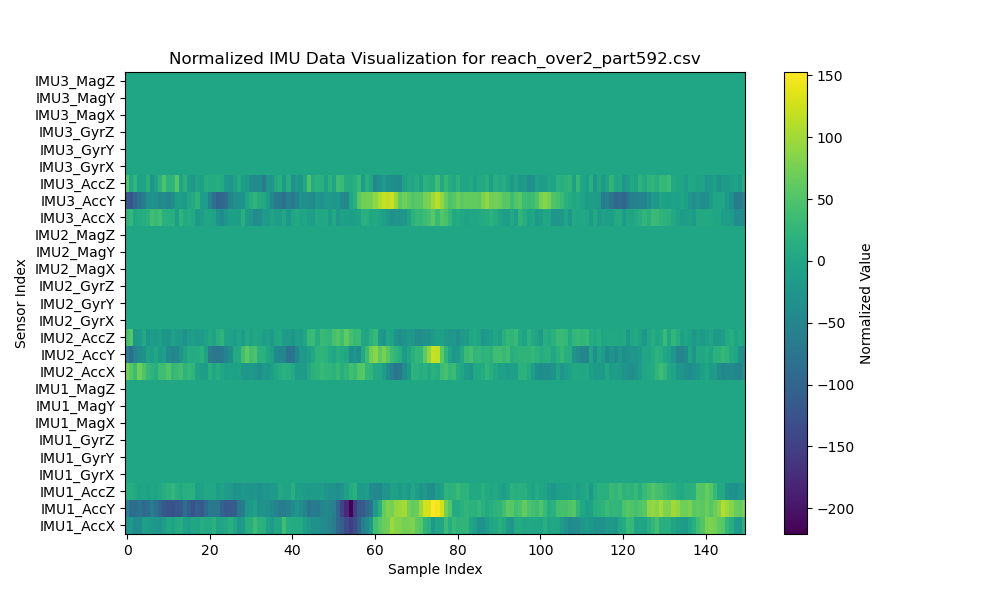 Normalized IMU Data Visualization for reach_over2_part592.csv
IMU3_MagZ
IMU3_MagY
IMU3_MagX
IMU3_GyrZ
IMU3_GyrY
IMU3_GyrX
IMU3_AccZ
IMU3_AccY
IMU3_AccX
IMU2_MagZ
IMU2_MagY
IMU2_MagX
IMU2_GyrZ
IMU2_GyrY
IMU2_GyrX
IMU2_AccZ
IMU2_AccY
IMU2_AccX
IMU1_MagZ
IMU1_MagY
IMU1_MagX
IMU1_GyrZ
IMU1_GyrY
IMU1_GyrX
IMU1_AccZ
IMU1_AccY
IMU1_AccX
Sensor Index
0 20 40 60 80 100 120 140
Sample Index
150
100
50
0
−50
−100
−150
−200
Normalized Value